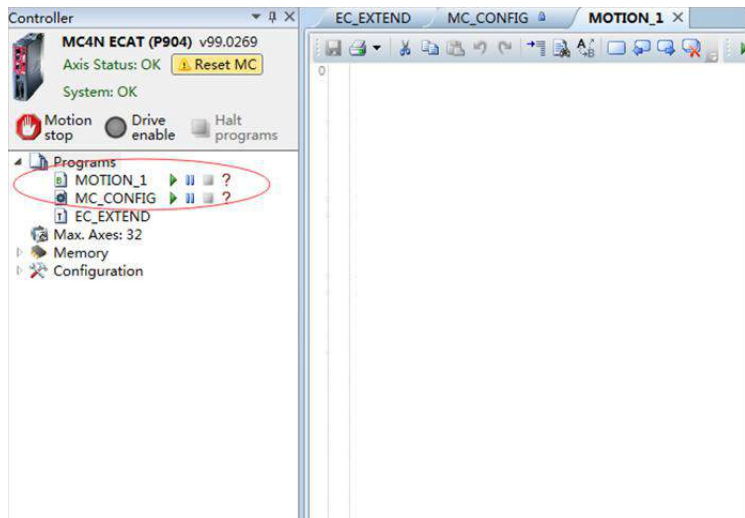 Controller
EC_EXTEND MC_CONFIG MOTION_1
MC4N ECAT (P904) v99.0269
Axis Status: OK Reset MC
System: OK
Motion stop
Drive enable
Halt programs
0
Programs
MOTION_1 ?
MC_CONFIG ?
EC_EXTEND
Max. Axes: 32
Memory
Configuration